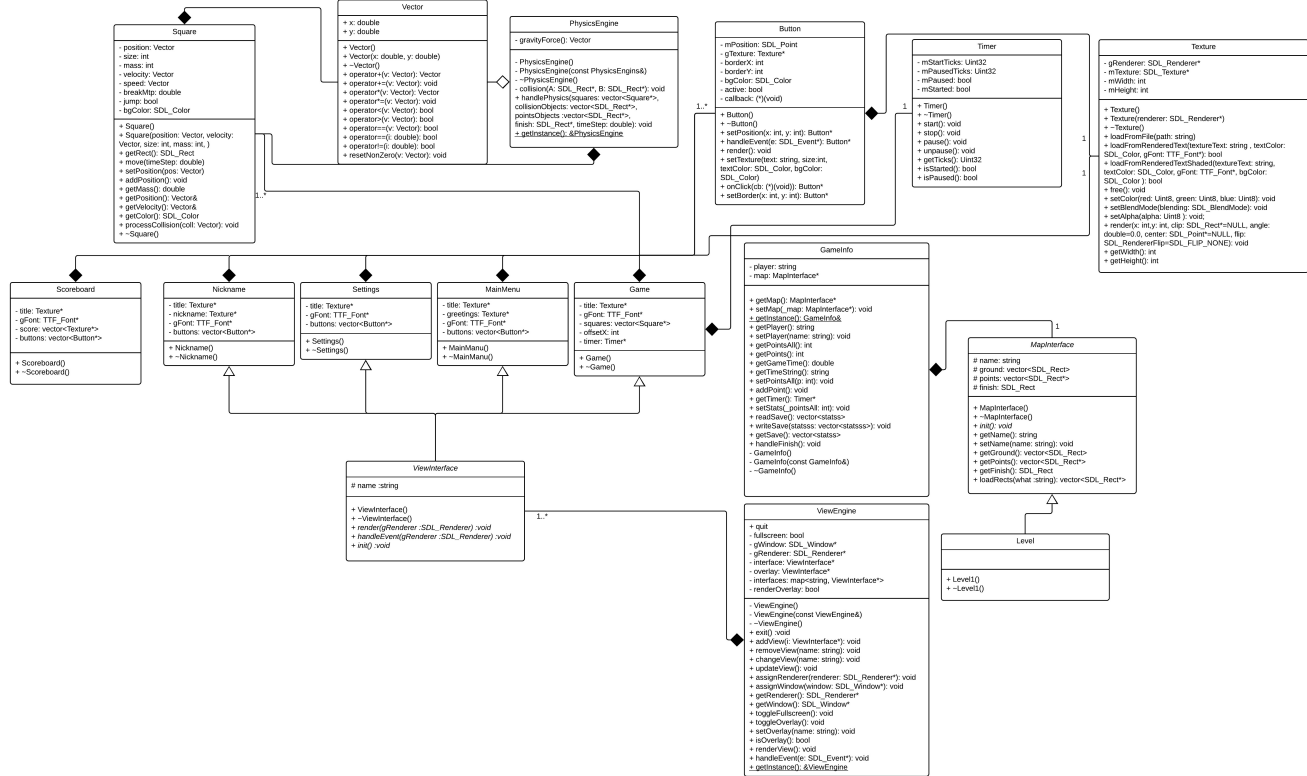 Square
- position: Vector
- size: int
- mass: int
- velocity: Vector
- speed: Vector
- breakMtp: double
- jump: bool
- bgColor: SDL_Color
+ Square()
+ Square(position: Vector, velocity:
Vector, size: int, mass: int, )
+ getRect(): SDL_Rect
+ move(timeStep: double)
+ setPosition(pos: Vector)
+ addPosition(): void
+ getMass(): double
+ getPosition(): Vector&
+ getVelocity(): Vector&
+ getColor(): SDL_Color
+ processCollision(coll: Vector): void
+ ~Square()
1..*
Vector
+ x: double
+ y: double
+ Vector()
+ Vector(x: double, y: double)
+ ~Vector()
+ operator+(v: Vector): Vector
+ operator+=(v: Vector): void
+ operator*(v: Vector): Vector
+ operator*=(v: Vector): void
+ operator<(v: Vector): bool
+ operator>(v: Vector): bool
+ operator==(v: Vector): bool
+ operator==(i: double): bool
+ operator!=(i: double): bool
+ resetNonZero(v: Vector): void
PhysicsEngine
- gravityForce(): Vector
- PhysicsEngine()
- PhysicsEngine(const PhysicEngins&)
- ~PhysicsEngine()
- collision(A: SDL_Rect*, B: SDL_Rect*): void
+ handlePhysics(squares: vector<Square*>,
collisionObjects: vector<SDL_Rect*>,
pointsObjects :vector<SDL_Rect*>,
finish: SDL_Rect*, timeStep: double): void
+ getInstance(): &PhysicsEngine
Button
- mPosition: SDL_Point
- gTexture: Texture*
- borderX: int
- borderY: int
- bgColor: SDL_Color
- active: bool
- callback: (*)(void)
+ Button()
+ ~Button()
+ setPosition(x: int, y: int): Button*
+ handleEvent(e: SDL_Event*): Button*
+ render(): void
+ setTexture(text: string, size:int,
textColor: SDL_Color, bgColor:
SDL_Color)
+ onClick(cb: (*)(void)): Button*
+ setBorder(x: int, y: int): Button*
1..*
Timer
- mStartTicks: Uint32
- mPausedTicks: Uint32
- mPaused: bool
- mStarted: bool
+ Timer()
+ ~Timer()
+ start(): void
+ stop(): void
+ pause(): void
+ unpause(): void
+ getTicks(): Uint32
+ isStarted(): bool
+ isPaused(): bool
1
1
1
Texture
- gRenderer: SDL_Renderer*
- mTexture: SDL_Texture*
- mWidth: int
- mHeight: int
+ Texture()
+ Texture(renderer: SDL_Renderer*)
+ ~Texture()
+ loadFromFile(path: string)
+ loadFromRenderedText(textureText: string , textColor:
SDL_Color, gFont: TTF_Font*): bool
+ loadFromRenderedTextShaded(textureText: string,
textColor: SDL_Color, gFont: TTF_Font*, bgColor:
SDL_Color ): bool
+ free(): void
+ setColor(red: Uint8, green: Uint8, blue: Uint8): void
+ setBlendMode(blending: SDL_BlendMode): void
+ setAlpha(alpha: Uint8 ): void;
+ render(x: int,y: int, clip: SDL_Rect*=NULL, angle:
double=0.0, center: SDL_Point*=NULL, flip:
SDL_RendererFlip=SDL_FLIP_NONE): void
+ getWidth(): int
+ getHeight(): int
Scoreboard
- title: Texture*
- gFont: TTF_Font*
- score: vector<Texture*>
- buttons: vector<Button*>
+ Scoreboard()
+ ~Scoreboard()
Nickname
- title: Texture*
- nickname: Texture*
- gFont: TTF_Font*
- buttons: vector<Button*>
+ Nickname()
+ ~Nickname()
Settings
- title: Texture*
- gFont: TTF_Font*
- buttons: vector<Button*>
+ Settings()
+ ~Settings()
MainMenu
- title: Texture*
- greetings: Texture*
- gFont: TTF_Font*
- buttons: vector<Button*>
+ MainManu()
+ ~MainManu()
Game
- title: Texture*
- gFont: TTF_Font*
- squares: vector<Square*>
- offsetX: int
- timer: Timer*
+ Game()
+ ~Game()
GameInfo
- player: string
- map: MapInterface*
+ getMap(): MapInterface*
+ setMap(_map: MapInterface*): void
+ getInstance(): GameInfo&
+ getPlayer(): string
+ setPlayer(name: string): void
+ getPointsAll(): int
+ getPoints(): int
+ getGameTime(): double
+ getTimeString(): string
+ setPointsAll(p: int): void
+ addPoint(): void
+ getTimer(): Timer*
+ setStats(_pointsAll: int): void
+ readSave(): vector<statss>
+ writeSave(statsss: vector<statsss>): void
+ getSave(): vector<statss>
+ handleFinish(): void
- GameInfo()
- GameInfo(const GameInfo&)
- ~GameInfo()
1
MapInterface
# name: string
# ground: vector<SDL_Rect>
# points: vector<SDL_Rect*>
# finish: SDL_Rect
+ MapInterface()
+ ~MapInterface()
+ init(): void
+ getName(): string
+ setName(name: string): void
+ getGround(): vector<SDL_Rect>
+ getPoints(): vector<SDL_Rect*>
+ getFinish(): SDL_Rect
+ loadRects(what :string): vector<SDL_Rect*>
ViewInterface
# name :string
+ ViewInterface()
+ ~ViewInterface()
+ render(gRenderer :SDL_Renderer) :void
+ handleEvent(gRenderer :SDL_Renderer) :void
+ init() :void
1..*
ViewEngine
+ quit
- fullscreen: bool
- gWindow: SDL_Window*
- gRenderer: SDL_Renderer*
- interface: ViewInterface*
- overlay: ViewInterface*
- interfaces: map<string, ViewInterface*>
- renderOverlay: bool
- ViewEngine()
- ViewEngine(const ViewEngine&)
- ~ViewEngine()
+ exit() :void
+ addView(i: ViewInterface*): void
+ removeView(name: string): void
+ changeView(name: string): void
+ updateView(): void
+ assignRenderer(renderer: SDL_Renderer*): void
+ assignWindow(window: SDL_Window*): void
+ getRenderer(): SDL_Renderer*
+ getWindow(): SDL_Window*
+ toggleFullscreen(): void
+ toggleOverlay(): void
+ setOverlay(name: string): void
+ isOverlay(): bool
+ renderView(): void
+ handleEvent(e: SDL_Event*): void
+ getInstance(): &ViewEngine
Level
+ Level1()
+ ~Level1()